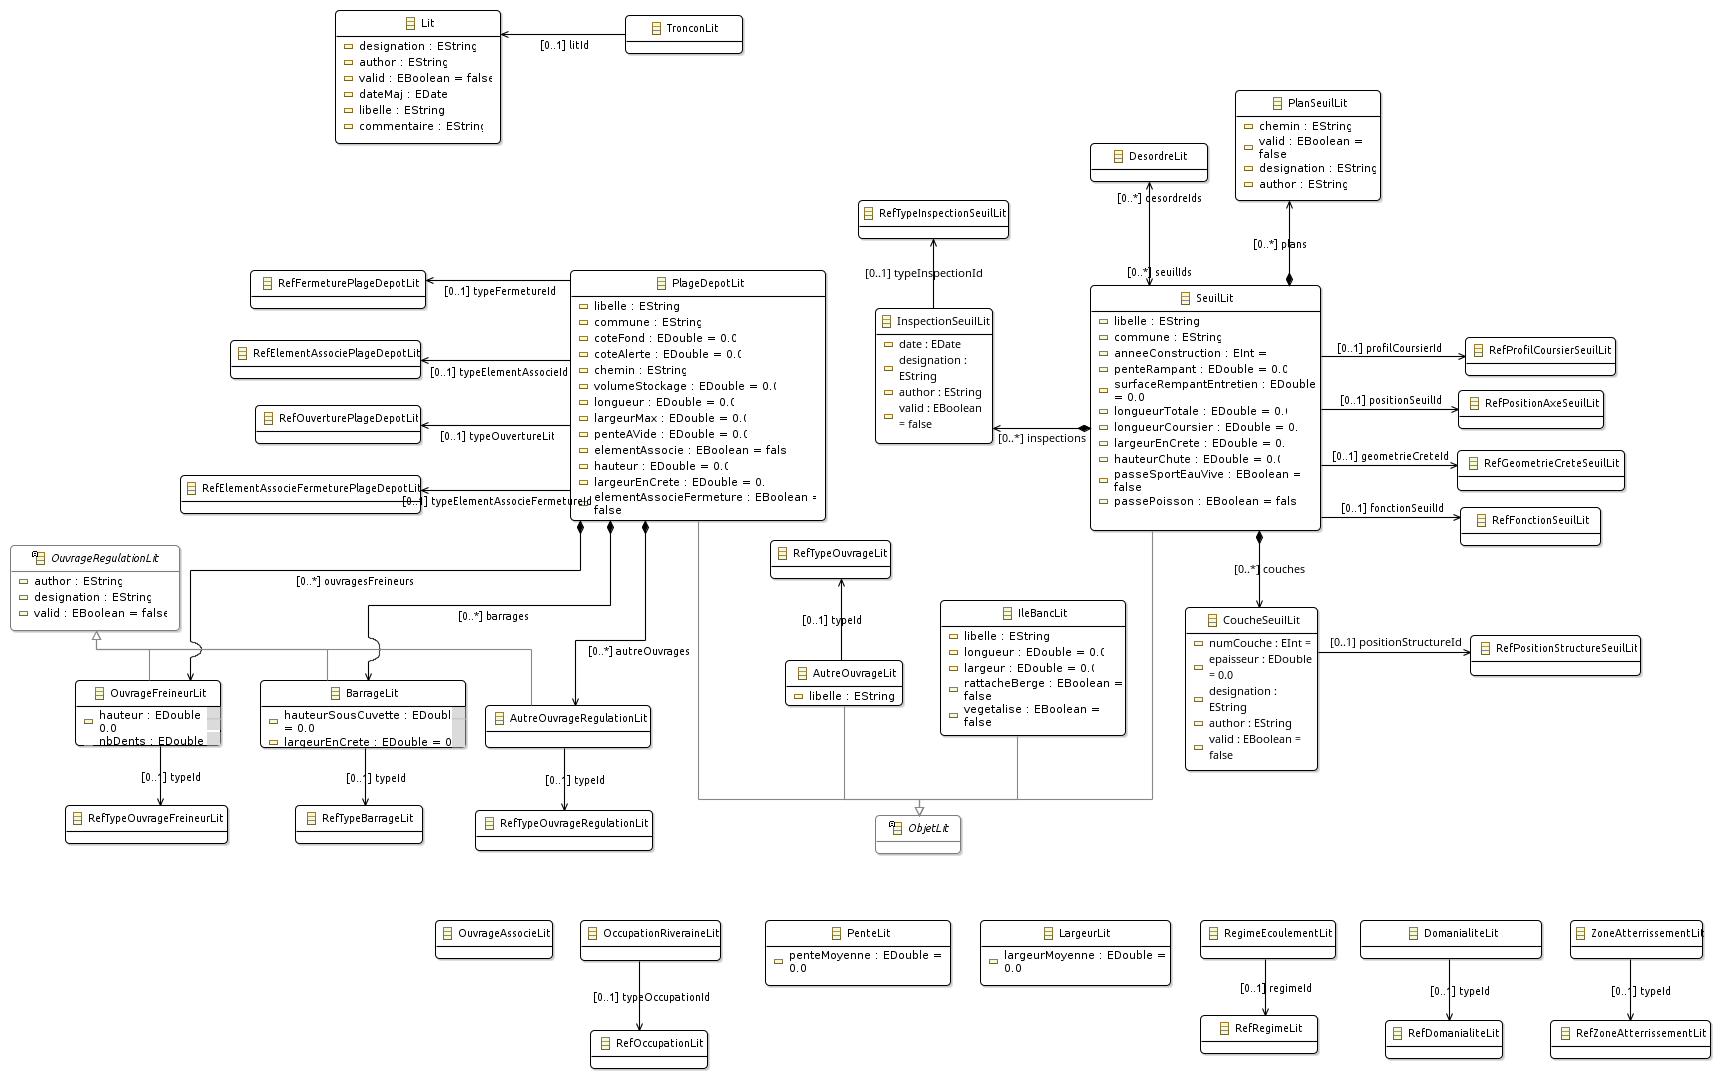 Lit
designation : EString
author : EString
valid : EBoolean = false
dateMaj : EDate
libelle : EString
commentaire : EString
TronconLit
[0..1] litId
PlanSeuilLit
chemin : EString
valid : EBoolean =
false
designation : EString
author : EString
DesordreLit
[0..*] desordreIds
[0..*] seuilIds
[0..*] plans
RefTypeInspectionSeuilLit
[0..1] typeInspectionId
InspectionSeuilLit
date : EDate
designation :
EString
author : EString
valid : EBoolean
= false
[0..*] inspections
SeuilLit
libelle : EString
commune : EString
anneeConstruction : EInt =
penteRampant : EDouble = 0.0
surfaceRempantEntretien : EDouble
= 0.0
longueurTotale : EDouble = 0.0
longueurCoursier : EDouble = 0.
largeurEnCrete : EDouble = 0.
hauteurChute : EDouble = 0.0
passeSportEauVive : EBoolean =
false
passePoisson : EBoolean = fals
[0..1] profilCoursierId
RefProfilCoursierSeuilLit
[0..1] positionSeuilId
RefPositionAxeSeuilLit
[0..1] geometrieCreteId
RefGeometrieCreteSeuilLit
[0..1] fonctionSeuilId
RefFonctionSeuilLit
[0..*] couches
CoucheSeuilLit
numCouche : EInt =
epaisseur : EDouble
= 0.0
designation :
EString
author : EString
valid : EBoolean =
false
[0..1] positionStructureId
RefPositionStructureSeuilLit
PlageDepotLit
libelle : EString
commune : EString
coteFond : EDouble = 0.0
coteAlerte : EDouble = 0.0
chemin : EString
volumeStockage : EDouble = 0.0
longueur : EDouble = 0.0
largeurMax : EDouble = 0.0
penteAVide : EDouble = 0.0
elementAssocie : EBoolean = fals
hauteur : EDouble = 0.0
largeurEnCrete : EDouble = 0.
elementAssocieFermeture : EBoolean =
false
RefFermeturePlageDepotLit
[0..1] typeFermetureId
RefElementAssociePlageDepotLit
[0..1] typeElementAssocieId
RefOuverturePlageDepotLit
[0..1] typeOuvertureLit
RefElementAssocieFermeturePlageDepotLit
[0..1] typeElementAssocieFermetureId
OuvrageRegulationLit
author : EString
designation : EString
valid : EBoolean = false
[0..*] ouvragesFreineurs
[0..*] barrages
[0..*] autreOuvrages
OuvrageFreineurLit
hauteur : EDouble
0.0
nbDents : EDouble
BarrageLit
hauteurSousCuvette : EDoubl
= 0.0
largeurEnCrete : EDouble = 0
AutreOuvrageRegulationLit
[0..1] typeId
[0..1] typeId
[0..1] typeId
RefTypeOuvrageFreineurLit
RefTypeBarrageLit
RefTypeOuvrageRegulationLit
RefTypeOuvrageLit
[0..1] typeId
AutreOuvrageLit
libelle : EString
IleBancLit
libelle : EString
longueur : EDouble = 0.0
largeur : EDouble = 0.0
rattacheBerge : EBoolean =
false
vegetalise : EBoolean =
false
ObjetLit
OuvrageAssocieLit
OccupationRiveraineLit
[0..1] typeOccupationId
RefOccupationLit
PenteLit
penteMoyenne : EDouble =
0.0
LargeurLit
largeurMoyenne : EDouble =
0.0
RegimeEcoulementLit
[0..1] regimeId
RefRegimeLit
DomanialiteLit
[0..1] typeId
RefDomanialiteLit
ZoneAtterrissementLit
[0..1] typeId
RefZoneAtterrissementLit